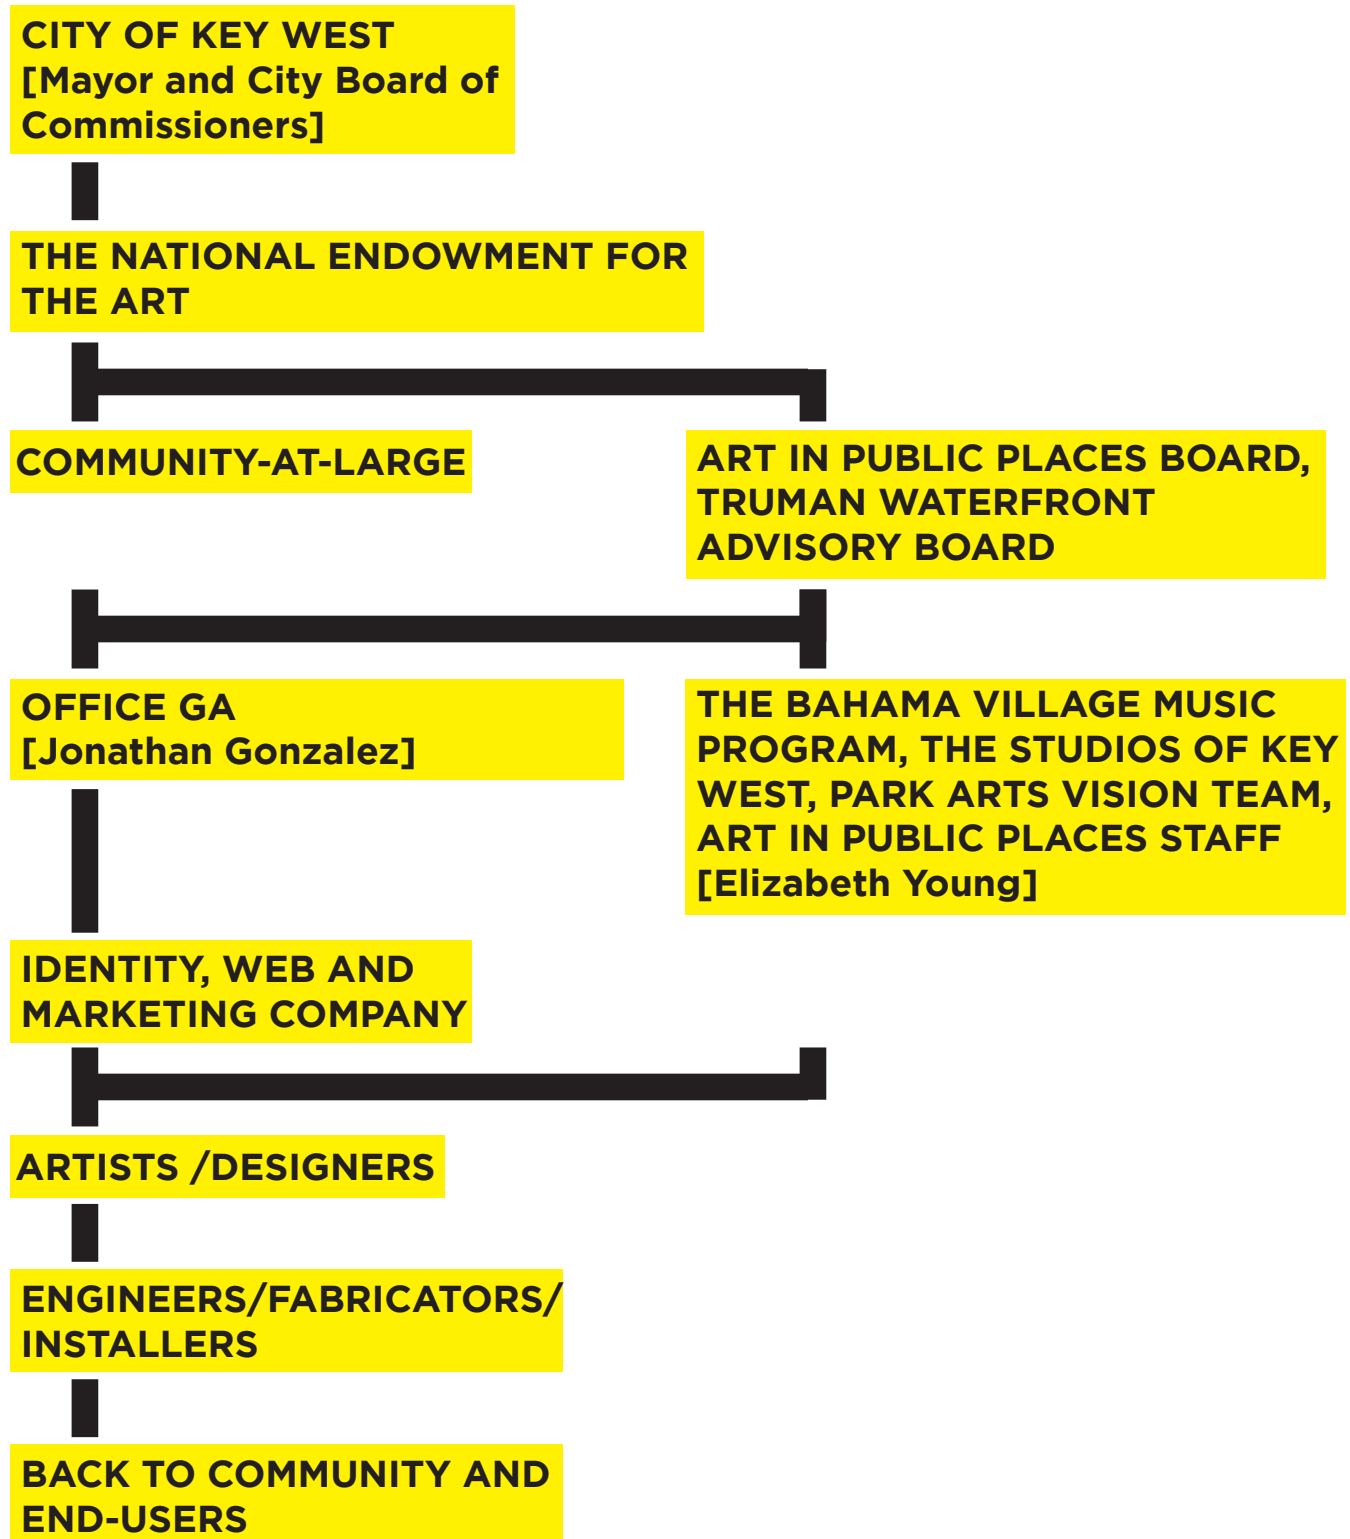 CITY OF KEY WEST
[Mayor and City Board of
Commissioners]
THE NATIONAL ENDOWMENT FOR
THE ART
COMMUNITY-AT-LARGE
ART IN PUBLIC PLACES BOARD,
TRUMAN WATERFRONT
ADVISORY BOARD
OFFICE GA
[Jonathan Gonzalez]
THE BAHAMA VILLAGE MUSIC
PROGRAM, THE STUDIOS OF KEY
WEST, PARK ARTS VISION TEAM,
ART IN PUBLIC PLACES STAFF
[Elizabeth Young]
IDENTITY, WEB AND
MARKETING COMPANY
ARTISTS /DESIGNERS
ENGINEERS/FABRICATORS/
INSTALLERS
BACK TO COMMUNITY AND
END-USERS